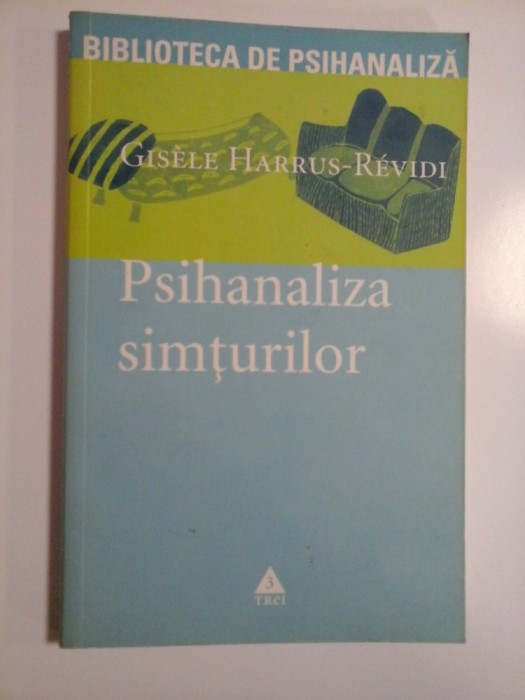 BIBLIOTECA DE PSIHANALIZĂ
GISÈLE HARRUS-RÉVIDI
Psihanaliza
simţurilor
3
TREI